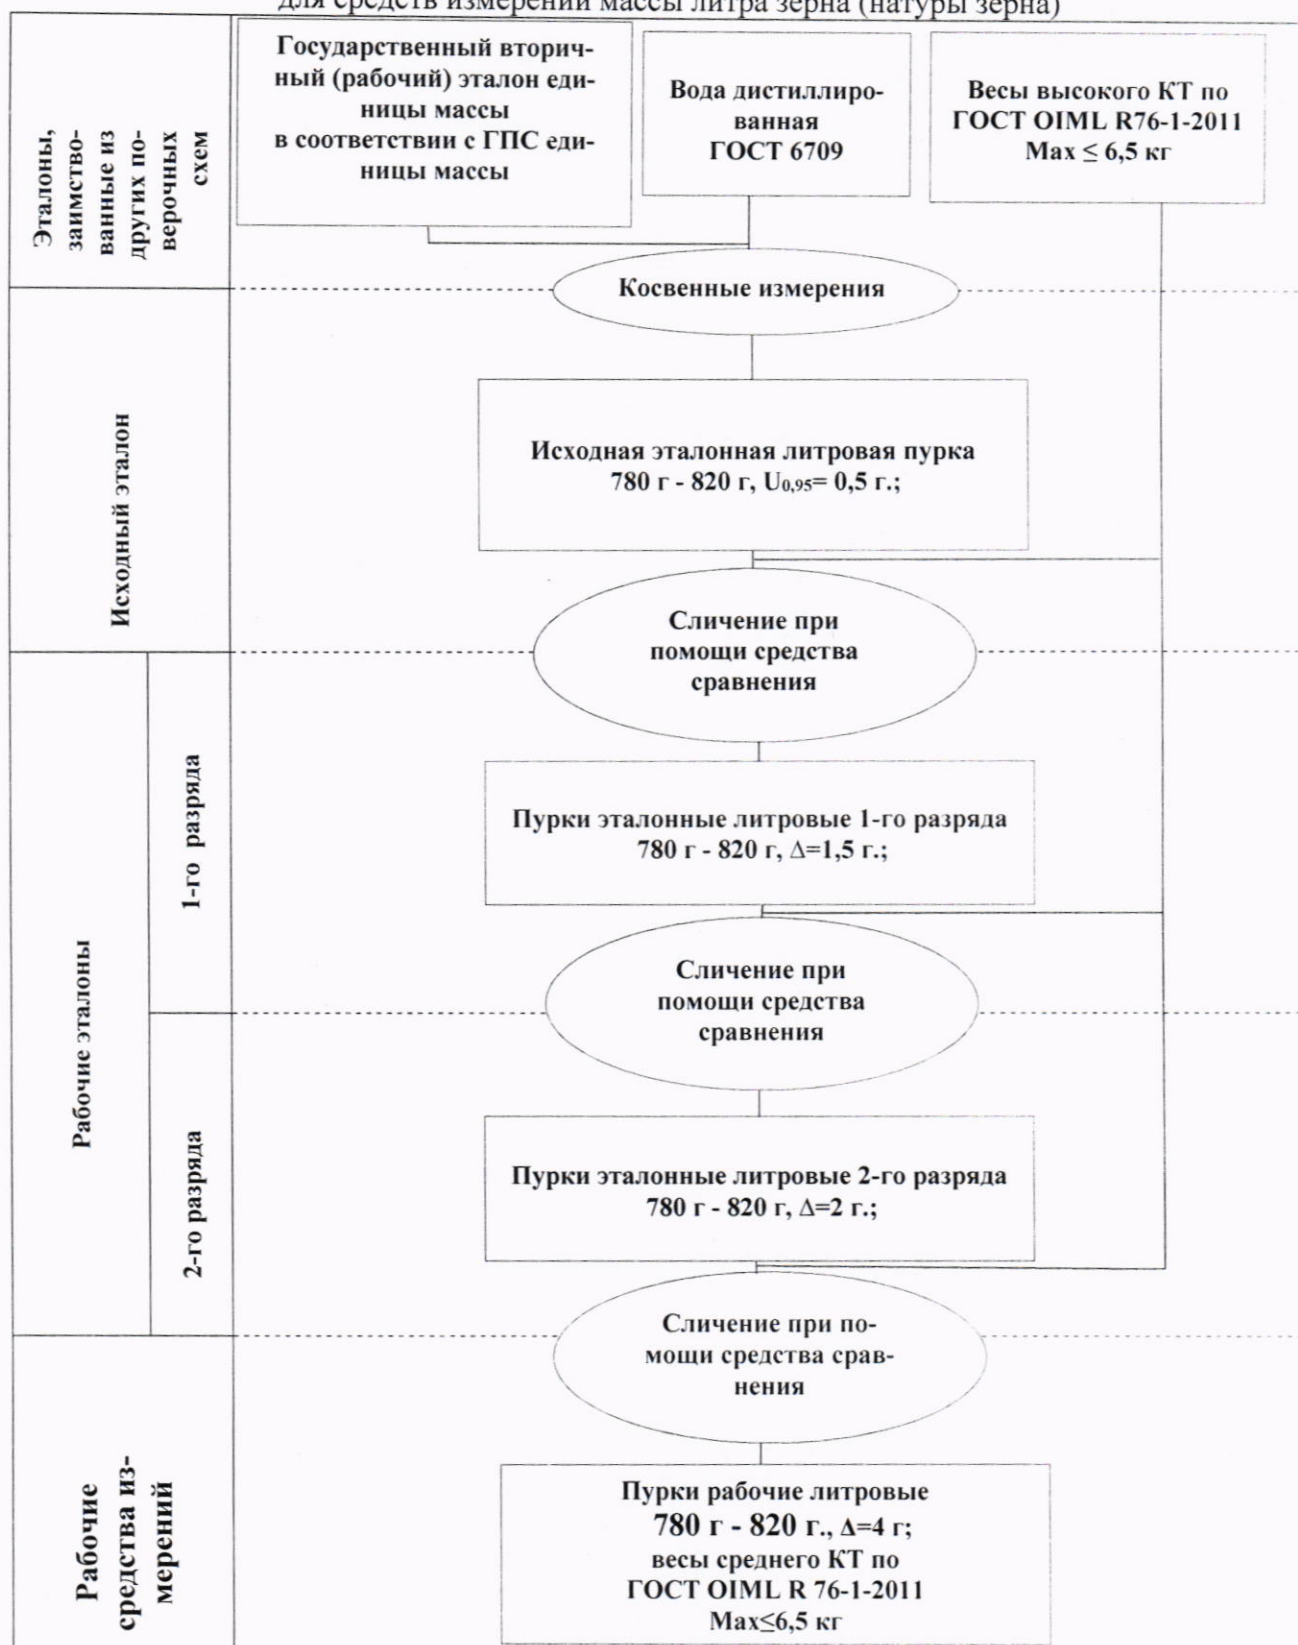 для средств измерений массы литра зерна (натуры зерна)
Эталоны,
заимство-
ванные из
других по-
верочных
схем
Государственный вторич-
ный (рабочий) эталон еди-
ницы массы
в соответствии с ГПС еди-
ницы массы
Вода дистиллиро-
ванная
ГОСТ 6709
Весы высокого КТ по
ГОСТ OIML R76-1-2011
Max ≤ 6,5 кг
Косвенные измерения
Исходный эталон
Исходная эталонная литровая пурка
780 г - 820 г, U0,95= 0,5 г.;
Сличение при
помощи средства
сравнения
Рабочие эталоны
1-го разряда
Пурки эталонные литровые 1-го разряда
780 г - 820 г, Δ=1,5 г.;
Сличение при
помощи средства
сравнения
2-го разряда
Пурки эталонные литровые 2-го разряда
780 г - 820 г, Δ=2 г.;
Сличение при по-
мощи средства срав-
нения
Рабочие
средства из-
мерений
Пурки рабочие литровые
780 г - 820 г., Δ=4 г;
весы среднего КТ по
ГОСТ OIML R 76-1-2011
Max≤6,5 кг